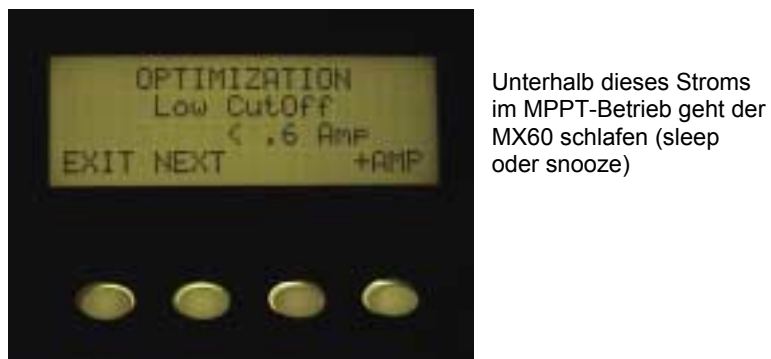 OPTIMIZATION
Low CutOff
< .6 Amp
EXIT NEXT +AMP
Unterhalb dieses Stroms
im MPPT-Betrieb geht der
MX60 schlafen (sleep
oder snooze)